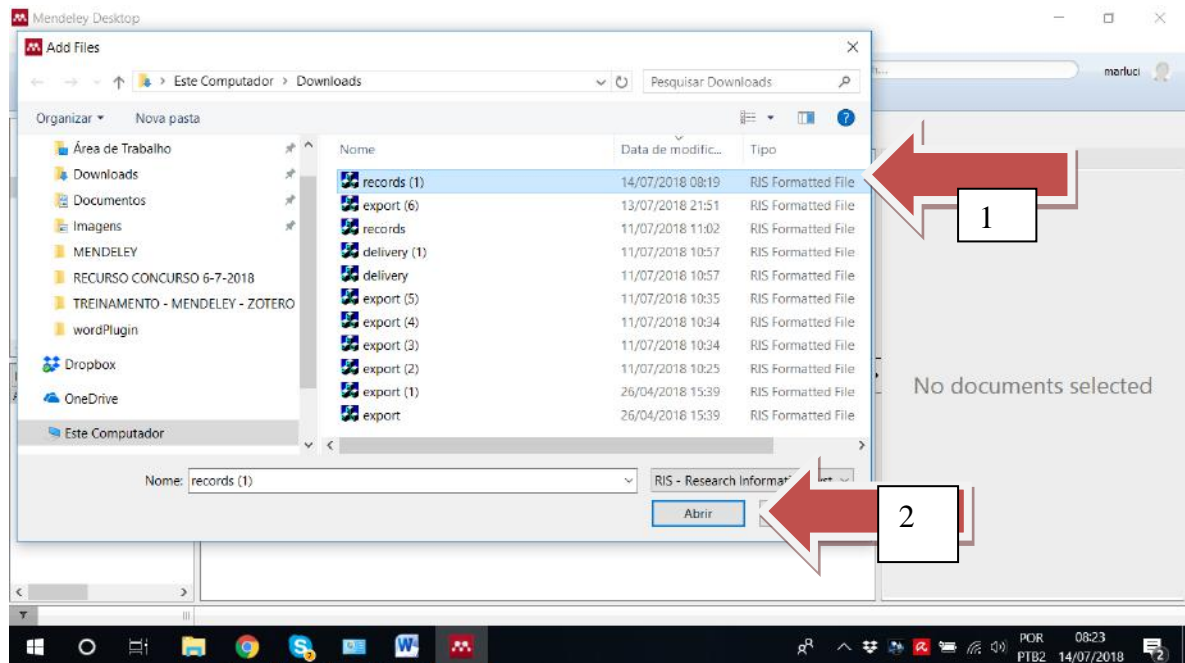 Mendeley Desktop
Add Files
Este Computador > Downloads
Pesquisar Downloads
marluci
Organizar
Nova pasta
Nome
Data de modific...
Tipo
Área de Trabalho
Downloads
Documentos
Imagens
MENDELEY
RECURSO CONCURSO 6-7-2018
TREINAMENTO - MENDELEY - ZOTERO
wordPlugin
Dropbox
OneDrive
Este Computador
records (1) 14/07/2018 08:19 RIS Formatted File
export (6) 13/07/2018 21:51 RIS Formatted File
records 11/07/2018 11:02 RIS Formatted File
delivery (1) 11/07/2018 10:57 RIS Formatted File
delivery 11/07/2018 10:57 RIS Formatted File
export (5) 11/07/2018 10:35 RIS Formatted File
export (4) 11/07/2018 10:34 RIS Formatted File
export (3) 11/07/2018 10:34 RIS Formatted File
export (2) 11/07/2018 10:25 RIS Formatted File
export (1) 26/04/2018 15:39 RIS Formatted File
export 26/04/2018 15:39 RIS Formatted File
1
No documents selected
Nome: records (1)
RIS - Research
Abrir
2
POR 08:23
PTB2 14/07/2018
2